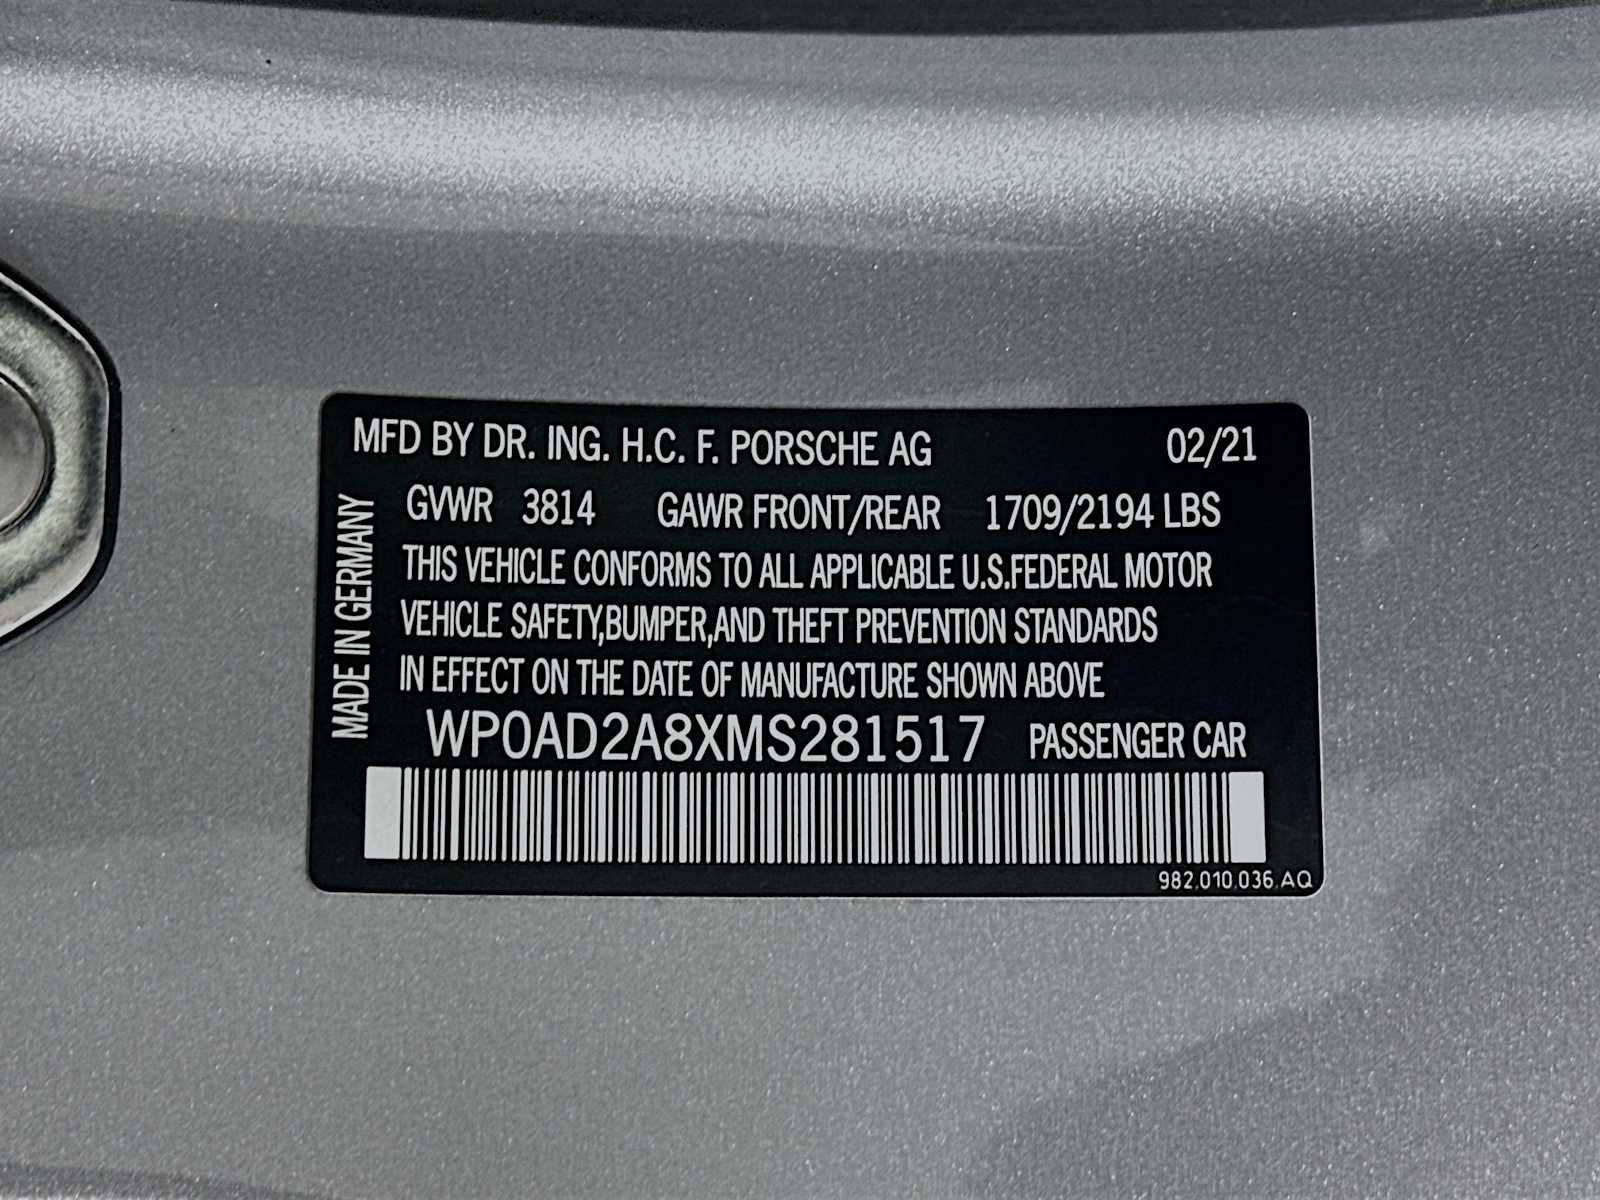 MFD BY DR. ING. H.C. F. PORSCHE AG 02/21
GVWR 3814 GAWR FRONT/REAR 1709/2194 LBS
THIS VEHICLE CONFORMS TO ALL APPLICABLE U.S.FEDERAL MOTOR
VEHICLE SAFETY,BUMPER,AND THEFT PREVENTION STANDARDS
IN EFFECT ON THE DATE OF MANUFACTURE SHOWN ABOVE
MADE IN GERMANY
WP0AD2A8XMS281517 PASSENGER CAR
982.010.036.AQ